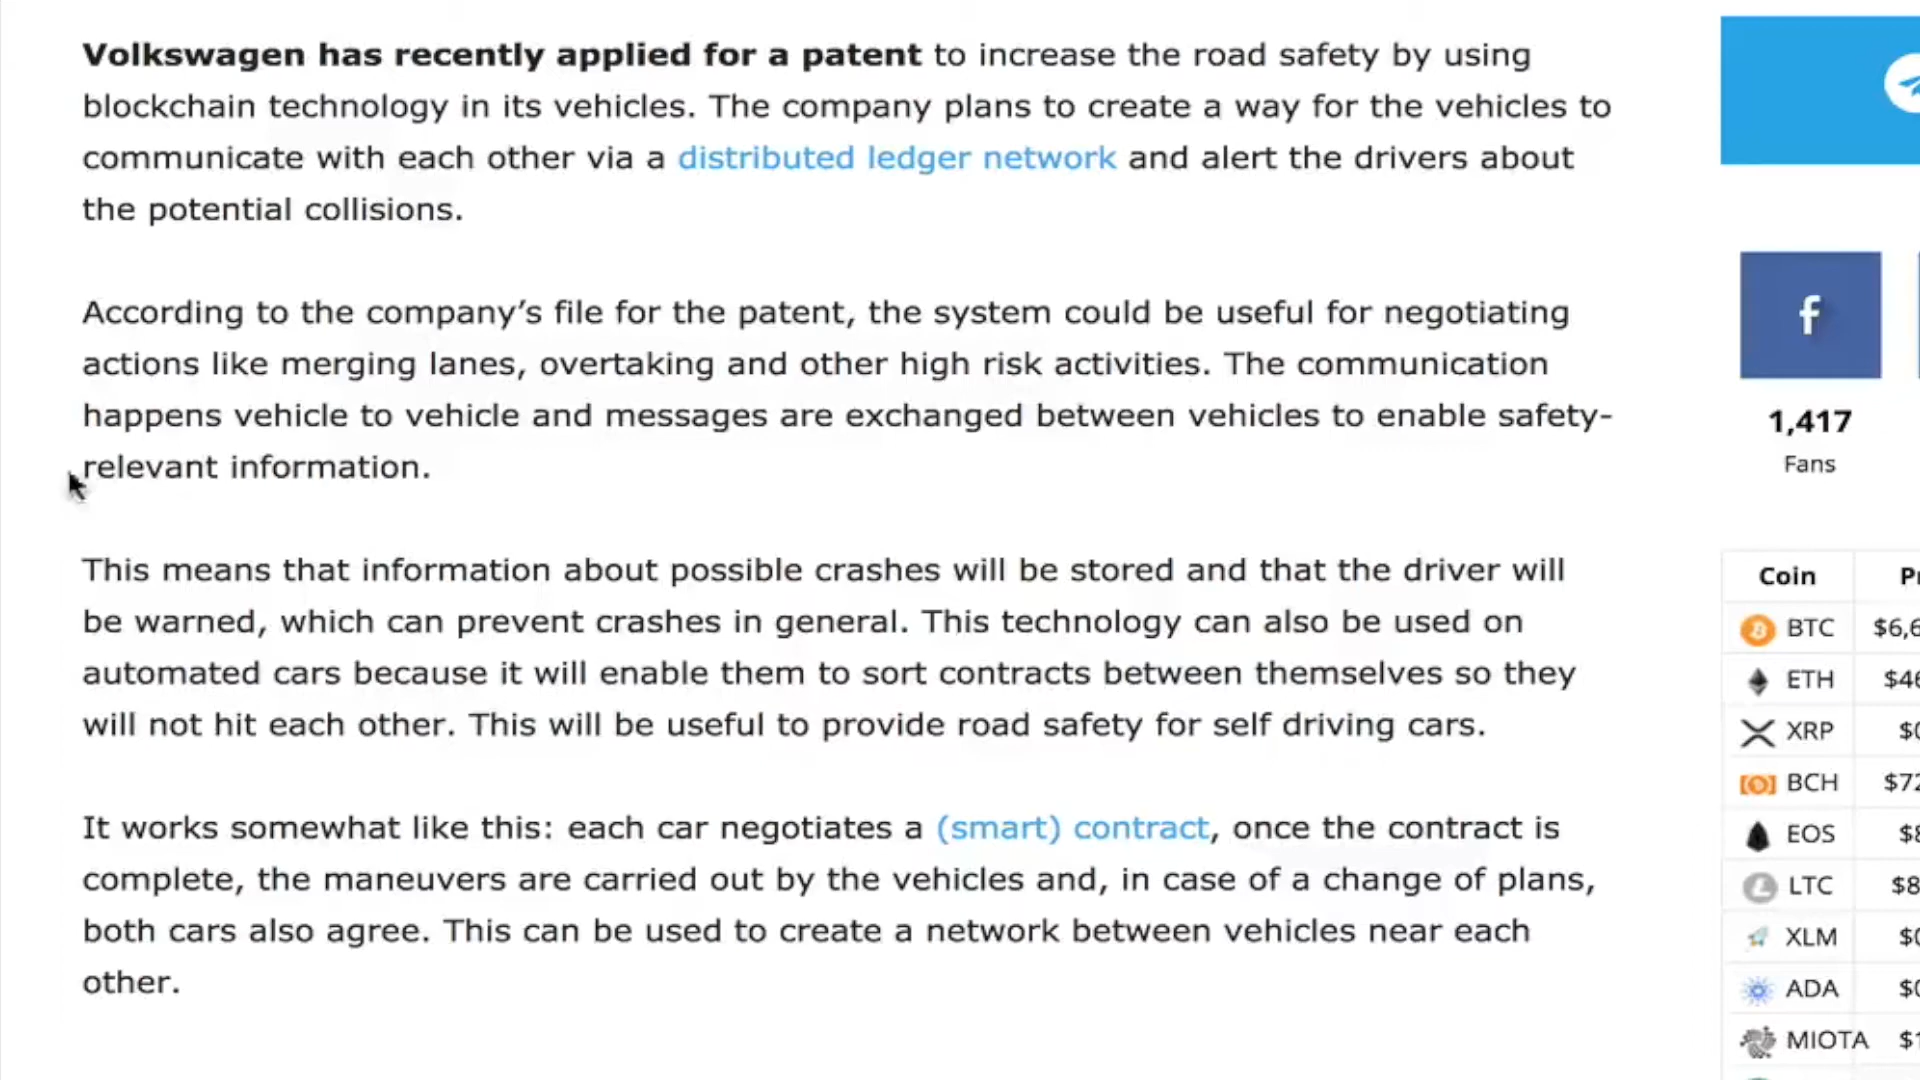 Volkswagen has recently applied for a patent to increase the road safety by using
blockchain technology in its vehicles. The company plans to create a way for the vehicles to
communicate with each other via a distributed ledger network and alert the drivers about
the potential collisions.
According to the company’s file for the patent, the system could be useful for negotiating
actions like merging lanes, overtaking and other high risk activities. The communication
happens vehicle to vehicle and messages are exchanged between vehicles to enable safety-
relevant information.
This means that information about possible crashes will be stored and that the driver will
be warned, which can prevent crashes in general. This technology can also be used on
automated cars because it will enable them to sort contracts between themselves so they
will not hit each other. This will be useful to provide road safety for self driving cars.
It works somewhat like this: each car negotiates a (smart) contract, once the contract is
complete, the maneuvers are carried out by the vehicles and, in case of a change of plans,
both cars also agree. This can be used to create a network between vehicles near each
other.
f
1,417
Fans
Coin
BTC $6,6
ETH $46
XRP $0
BCH $72
EOS $8
LTC $8
XLM $0
ADA $0
MIOTA $1